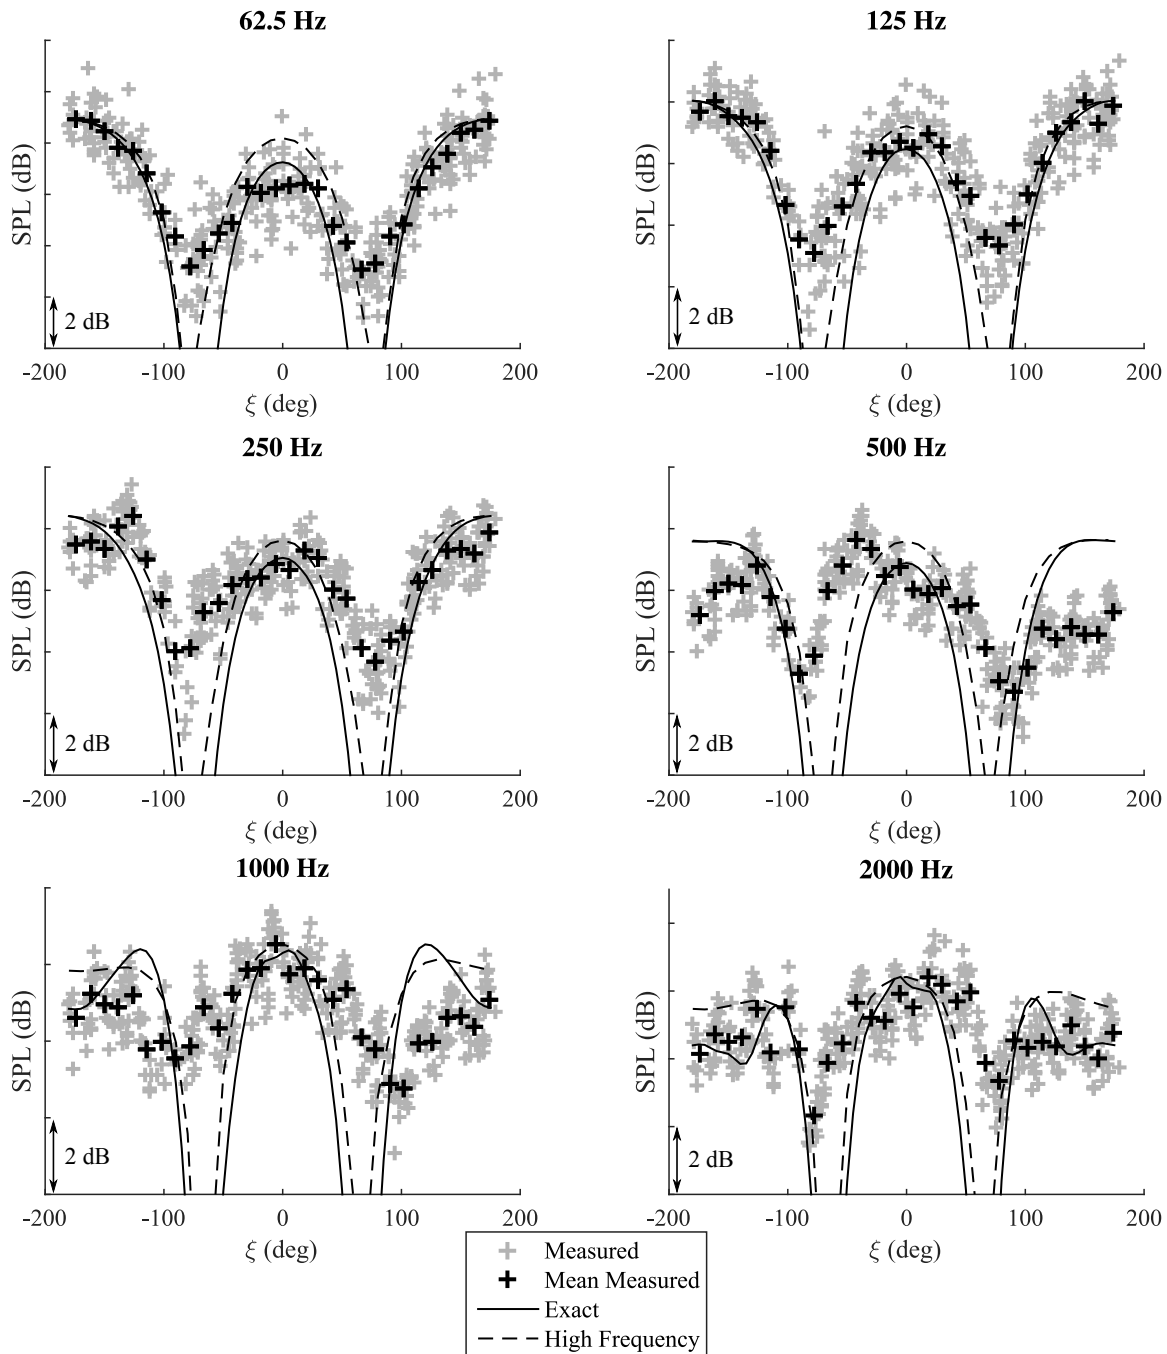 62.5 Hz
SPL (dB)
2 dB
-200 -100 0 100 200
ξ (deg)
125 Hz
SPL (dB)
2 dB
-200 -100 0 100 200
ξ (deg)
250 Hz
SPL (dB)
2 dB
-200 -100 0 100 200
ξ (deg)
500 Hz
SPL (dB)
2 dB
-200 -100 0 100 200
ξ (deg)
1000 Hz
SPL (dB)
2 dB
-200 -100 0 100 200
ξ (deg)
2000 Hz
SPL (dB)
2 dB
-200 -100 0 100 200
ξ (deg)
Measured
Mean Measured
Exact
High Frequency